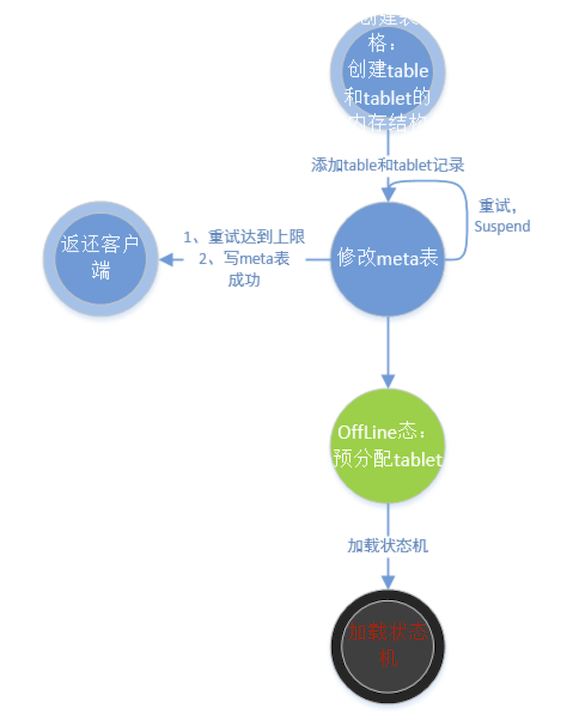 创建表
格：
创建table
和tablet的
内存结构
添加table和tablet记录
重试，
Suspend
1、重试达到上限
2、写meta表
成功
返还客户
端
修改meta表
OffLine态：
预分配tablet
加载状态机
加载状态
机